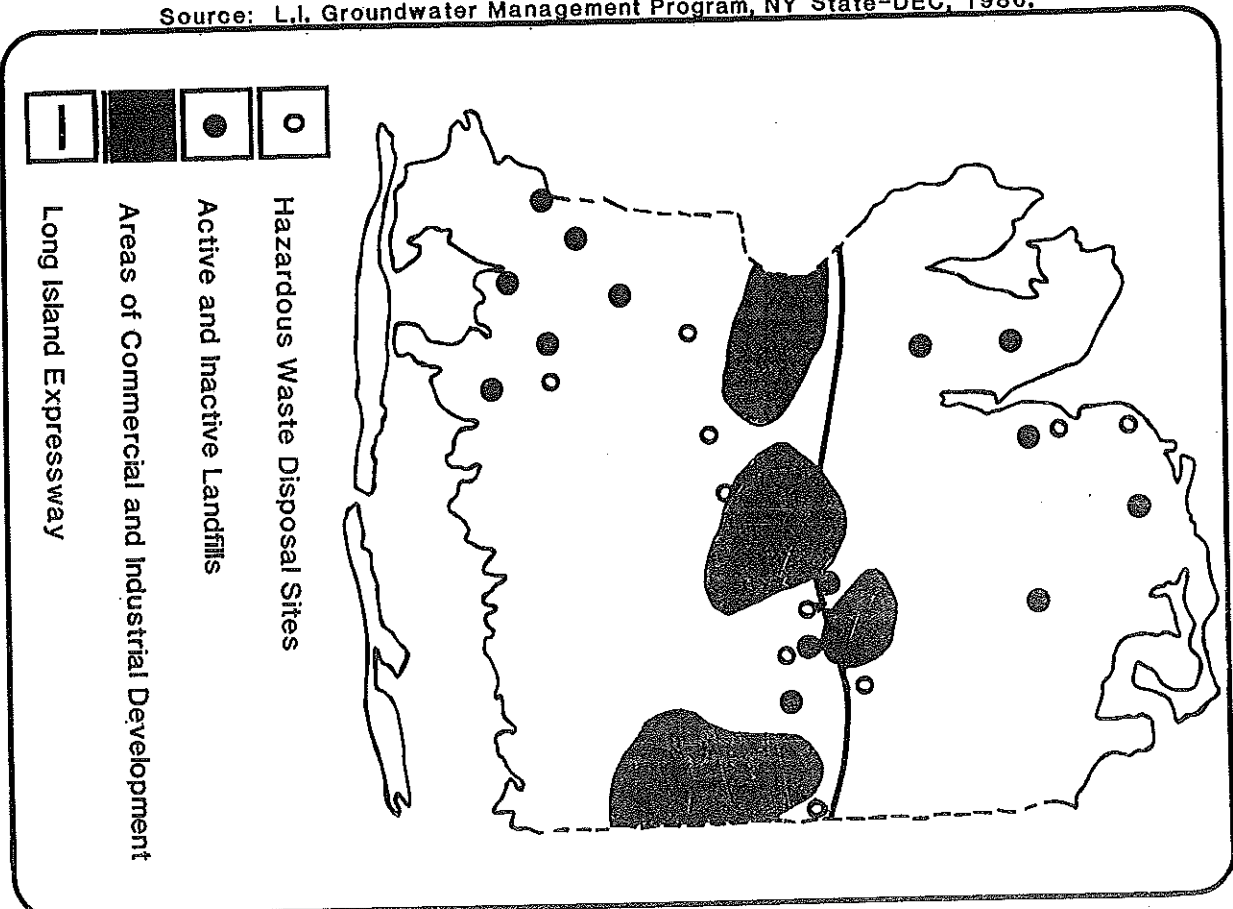 Source: L.I. Groundwater Management Program, NY State-DEC, 1986.
Hazardous Waste Disposal Sites
Active and Inactive Landfills
Areas of Commercial and Industrial Development
Long Island Expressway